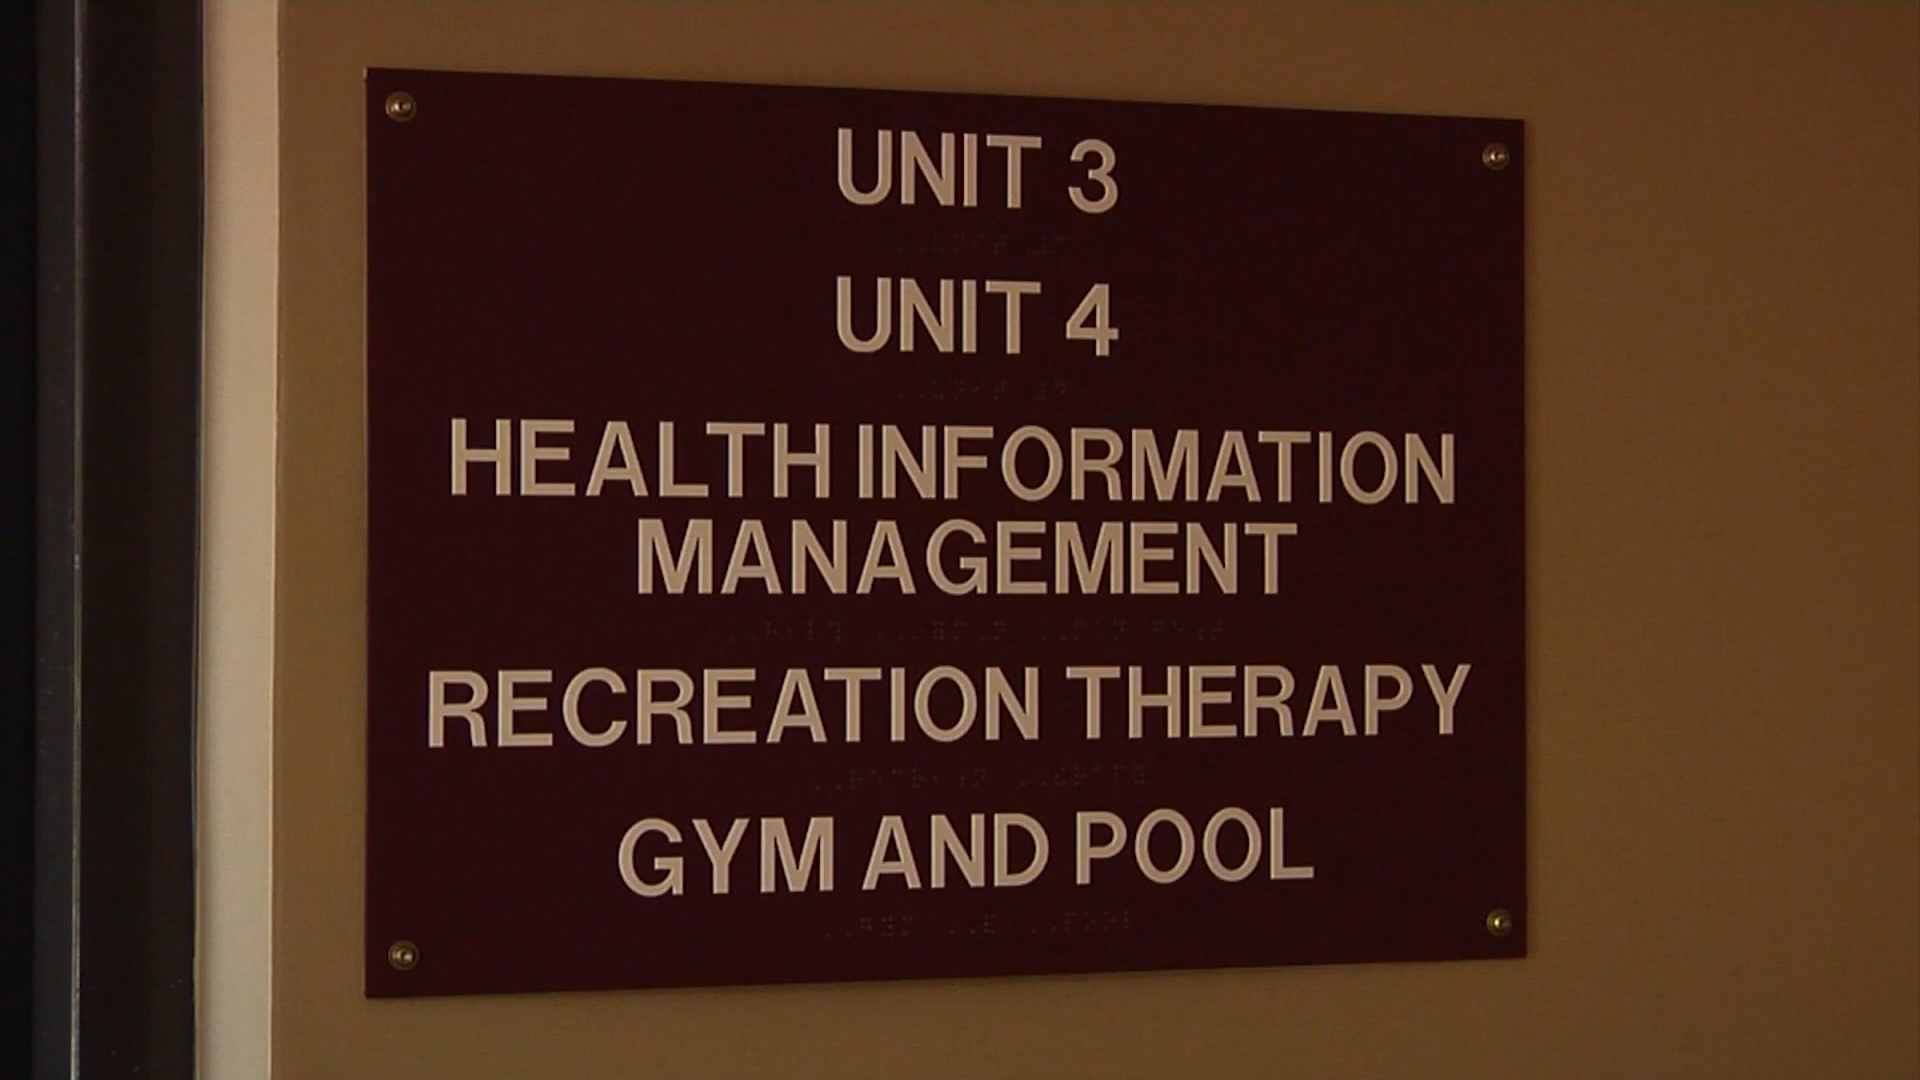 UNIT 3
UNIT 4
HEALTH INFORMATION
MANAGEMENT
RECREATION THERAPY
GYM AND POOL